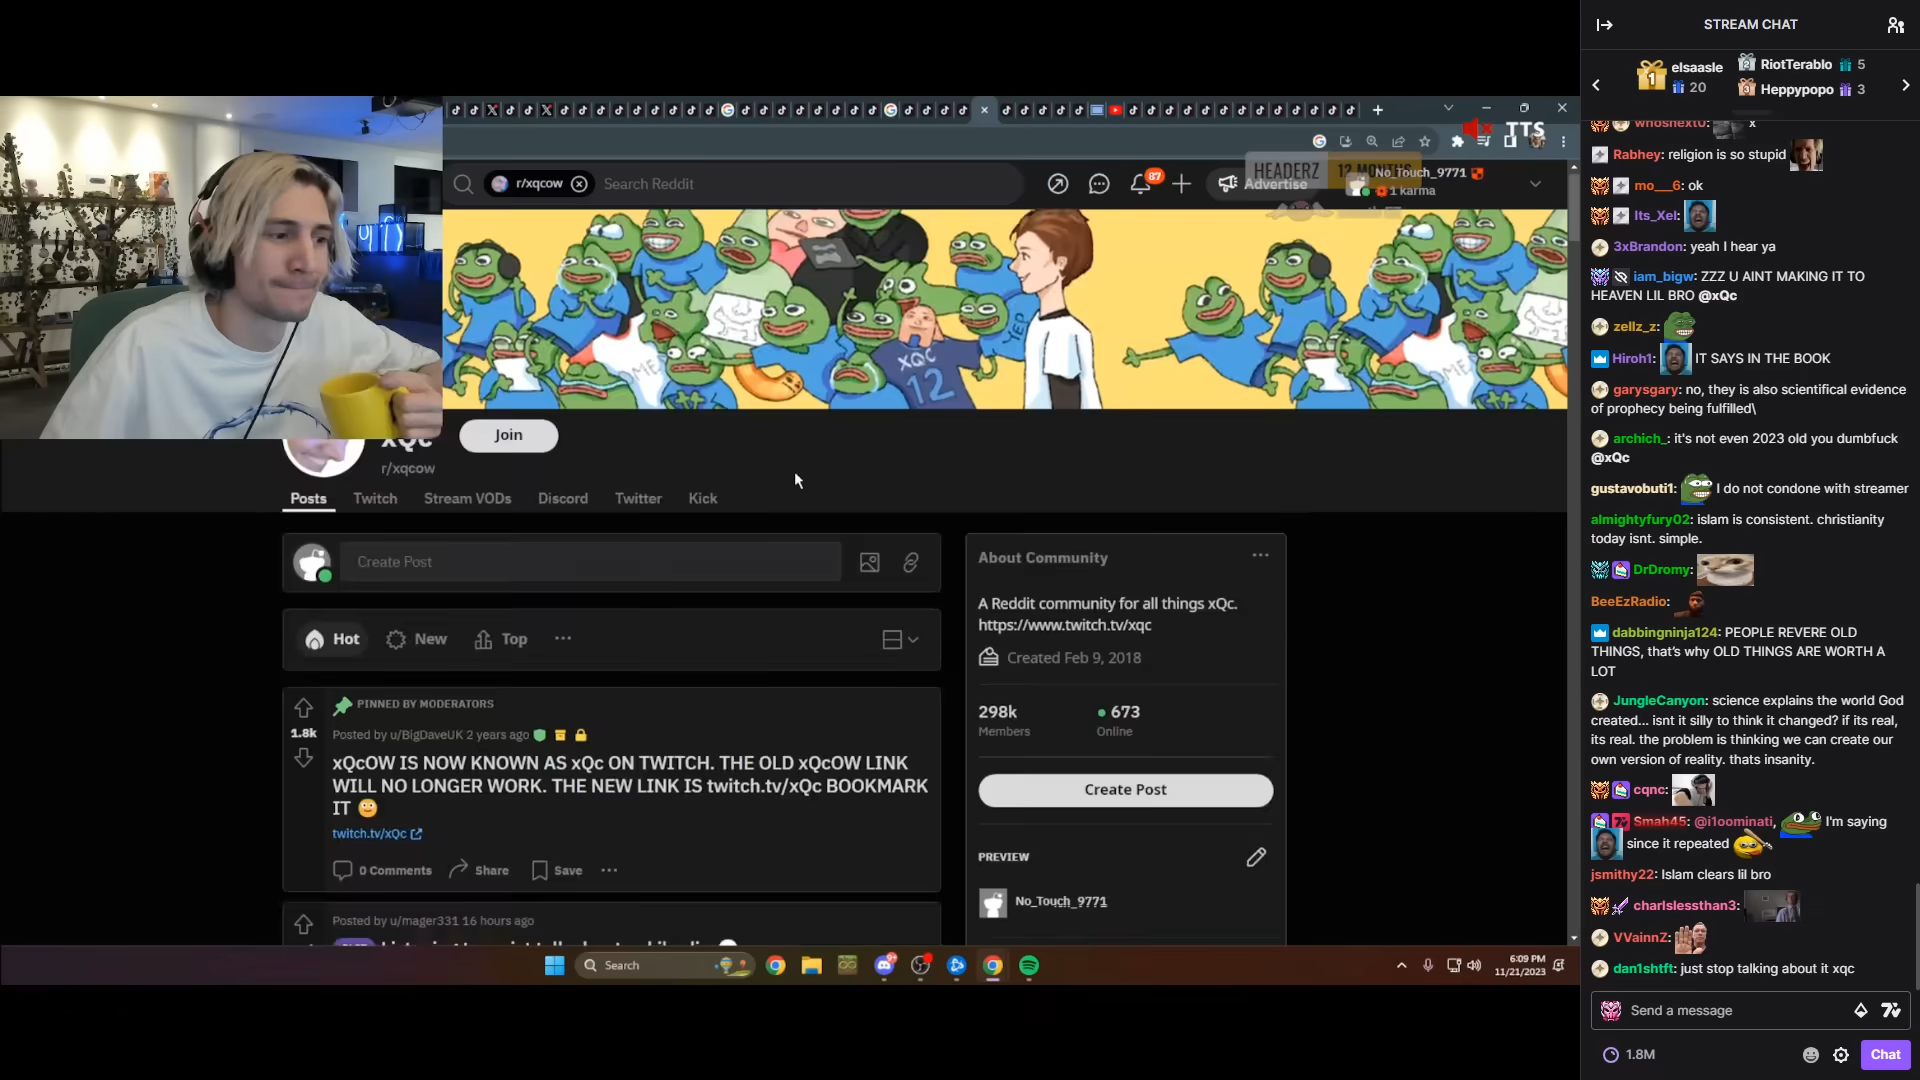 TTS
r/xqcow
Search Reddit
87
HEADERZ
12 MONTHS
Advertise
No_Touch_9771
1 karma
XQC
12
YEP
xQc
Join
r/xqcow
Posts
Twitch
Stream VODs
Discord
Twitter
Kick
Create Post
Hot
New
Top
PINNED BY MODERATORS
1.8k
Posted by u/BigDaveUK 2 years ago
xQcOW IS NOW KNOWN AS xQc ON TWITCH. THE OLD xQcOW LINK
WILL NO LONGER WORK. THE NEW LINK IS twitch.tv/xQc BOOKMARK
IT
twitch.tv/xQc
0 Comments
Share
Save
Posted by u/mager331 16 hours ago
About Community
A Reddit community for all things xQc.
https://www.twitch.tv/xqc
Created Feb 9, 2018
298k
673
Members
Online
Create Post
PREVIEW
No_Touch_9771
Search
6:09 PM
11/21/2023
STREAM CHAT
1
elsaasle
20
2
RiotTerablo
5
3
Heppypopo
3
whosnext0: x
Rabhey: religion is so stupid
mo___6: ok
Its_Xel:
3xBrandon: yeah I hear ya
iam_bigw: ZZZ U AINT MAKING IT TO
HEAVEN LIL BRO @xQc
zellz_z:
Hiroh1: IT SAYS IN THE BOOK
garysgary: no, they is also scientifical evidence
of prophecy being fulfilled\
archich_: it's not even 2023 old you dumbfuck
@xQc
gustavobuti1: I do not condone with streamer
almightyfury02: islam is consistent. christianity
today isnt. simple.
DrDromy:
BeeEzRadio:
dabbingninja124: PEOPLE REVERE OLD
THINGS, that's why OLD THINGS ARE WORTH A
LOT
JungleCanyon: science explains the world God
created... isnt it silly to think it changed? if its real,
its real. the problem is thinking we can create our
own version of reality. thats insanity.
cqnc:
Smah45: @i1oominati, I'm saying
since it repeated
jsmithy22: Islam clears lil bro
charlslessthan3:
VVainnZ:
dan1shtft: just stop talking about it xqc
Send a message
1.8M
Chat